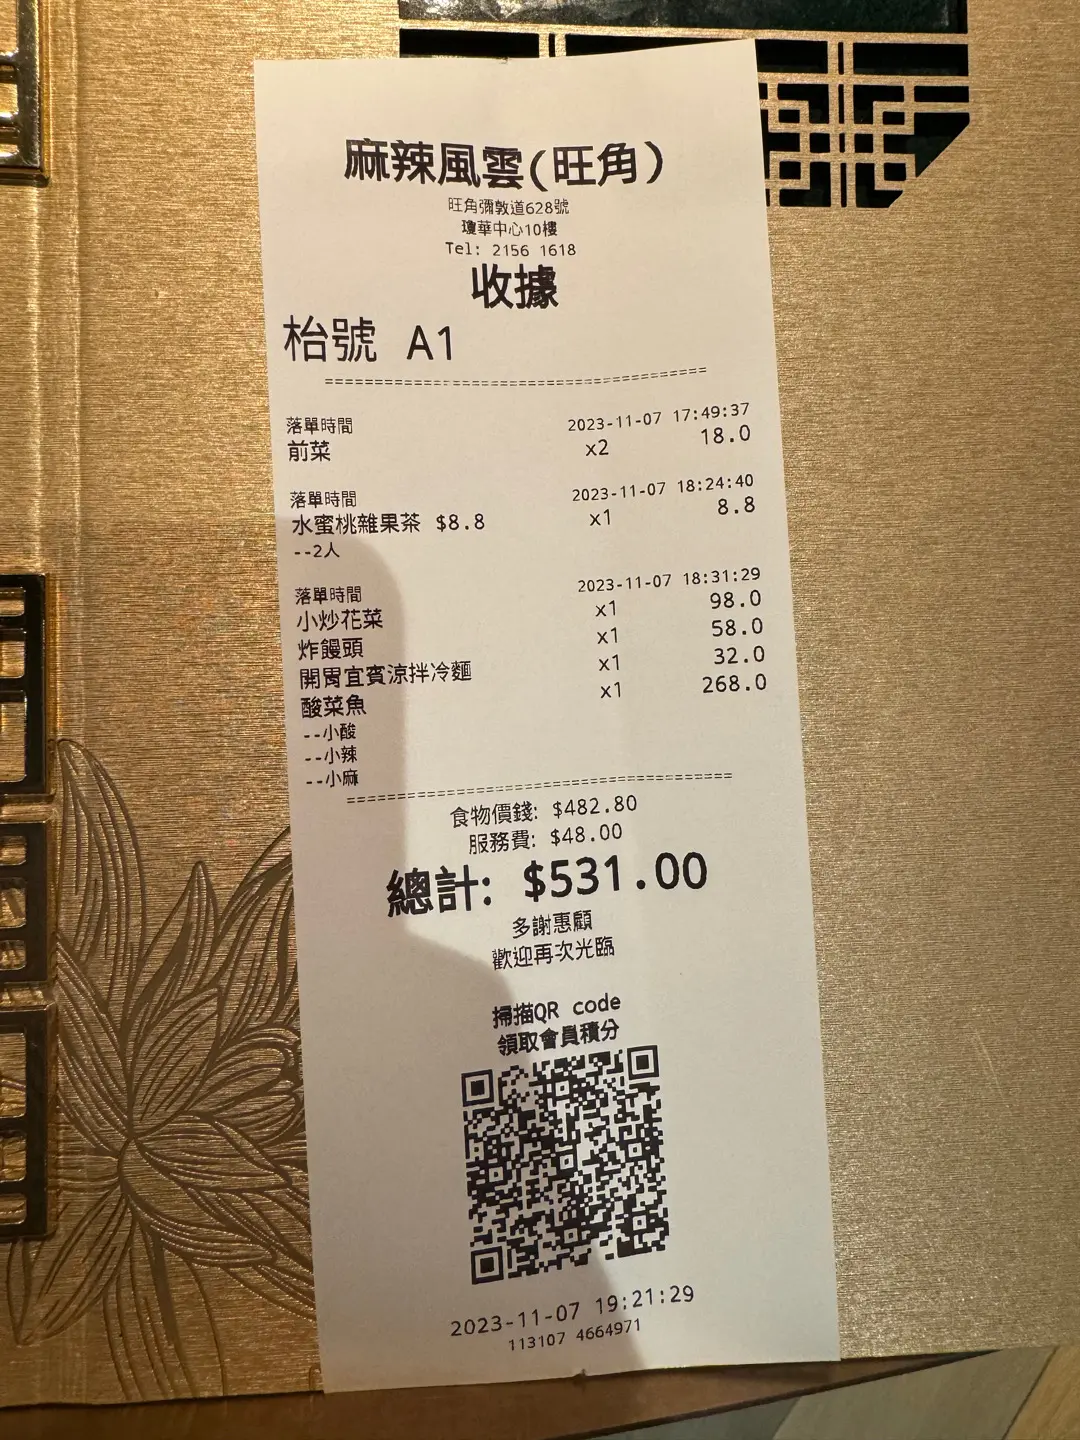 麻辣風雲(旺角)
旺角彌敦道628號
瓊華中心10樓
Tel: 2156 1618
收據
枱號 A1
落單時間 2023-11-07 17:49:37
前菜 x2 18.0
落單時間 2023-11-07 18:24:40
水蜜桃雜果茶 $8.8 x1 8.8
--2人
落單時間 2023-11-07 18:31:29
小炒花菜 x1 98.0
炸饅頭 x1 58.0
開胃宜賓涼拌冷麵 x1 32.0
酸菜魚 x1 268.0
--小酸
--小辣
--小麻
食物價錢: $482.80
服務費: $48.00
總計: $531.00
多謝惠顧
歡迎再次光臨
掃描QR code
領取會員積分
2023-11-07 19:21:29
113107 4664971